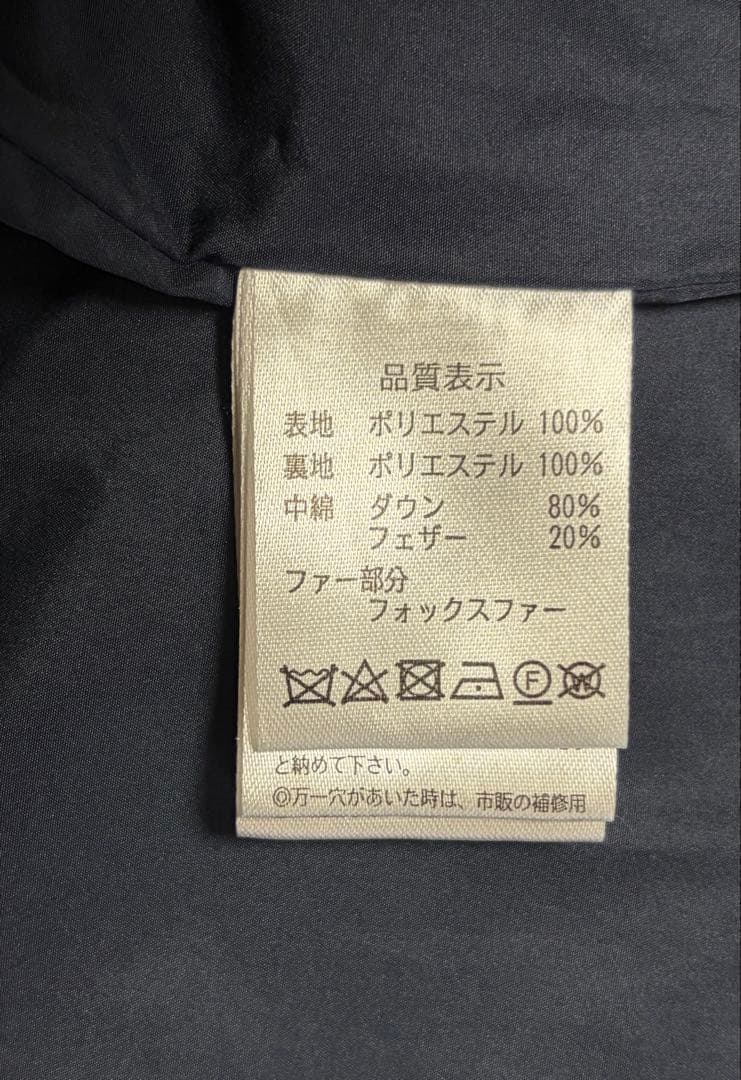 品質表示
表地 ポリエステル 100%
裏地 ポリエステル 100%
中綿 ダウン 80%
フェザー 20%
ファー部分
フォックスファー
F W
と納めて下さい。
◎万一穴があいた時は、市販の補修用